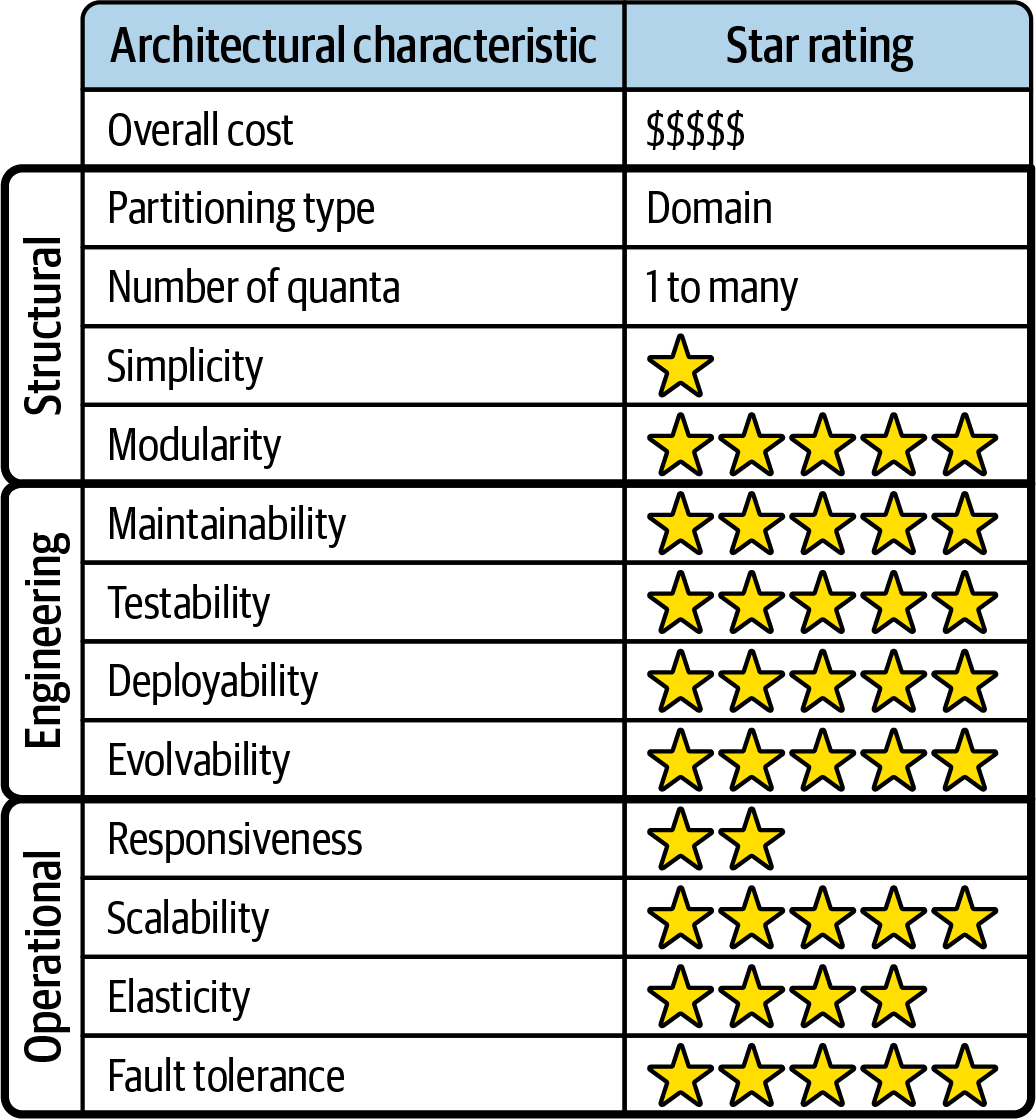 Architectural characteristic Star rating
Overall cost $$$$$
Structural
Partitioning type Domain
Number of quanta 1 to many
Simplicity
Modularity
Engineering
Maintainability
Testability
Deployability
Evolvability
Operational
Responsiveness
Scalability
Elasticity
Fault tolerance